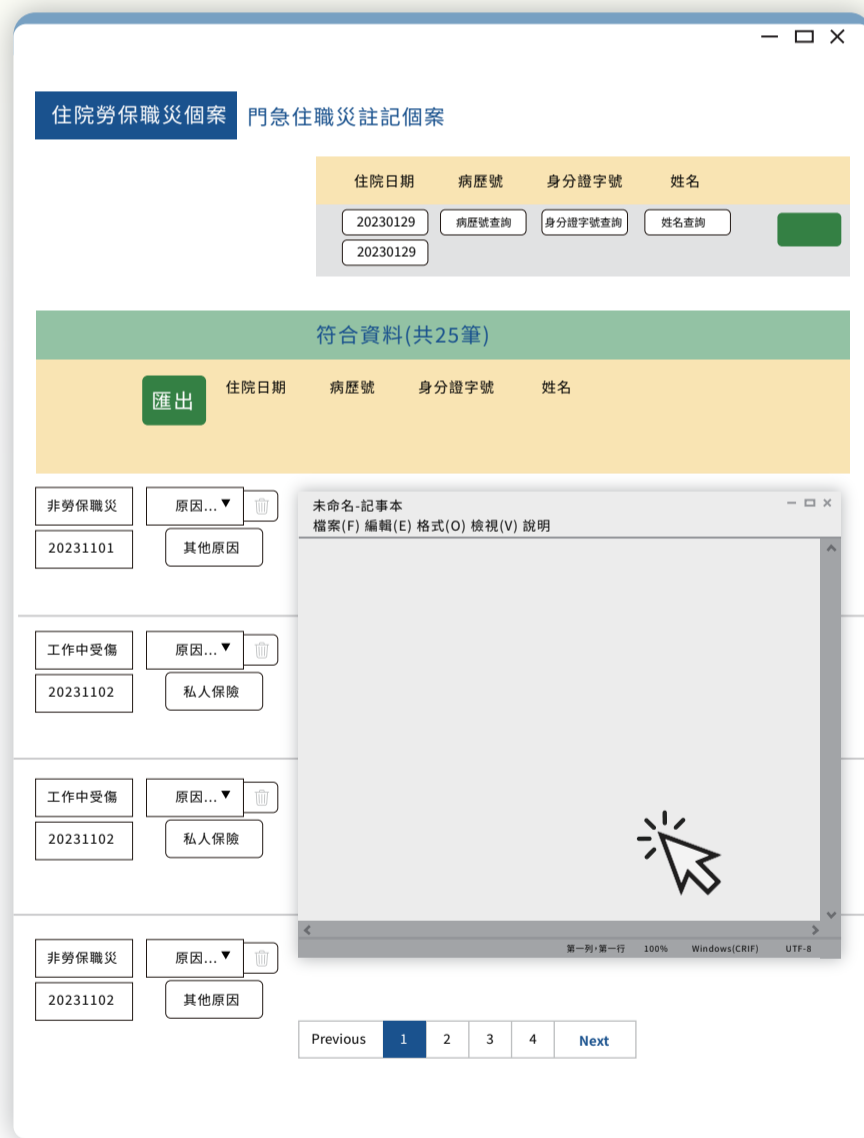 住院勞保職災個案 門急住職災註記個案
住院日期 病歷號 身分證字號 姓名
20230129 病歷號查詢 身分證字號查詢 姓名查詢
20230129
符合資料(共25筆)
匯出 住院日期 病歷號 身分證字號 姓名
非勞保職災 原因...▼
20231101 其他原因
未命名-記事本
檔案(F) 編輯(E) 格式(O) 檢視(V) 說明
工作中受傷 原因...▼
20231102 私人保險
工作中受傷 原因...▼
20231102 私人保險
第一列,第一行 100% Windows(CRIF) UTF-8
非勞保職災 原因...▼
20231102 其他原因
Previous 1 2 3 4 Next